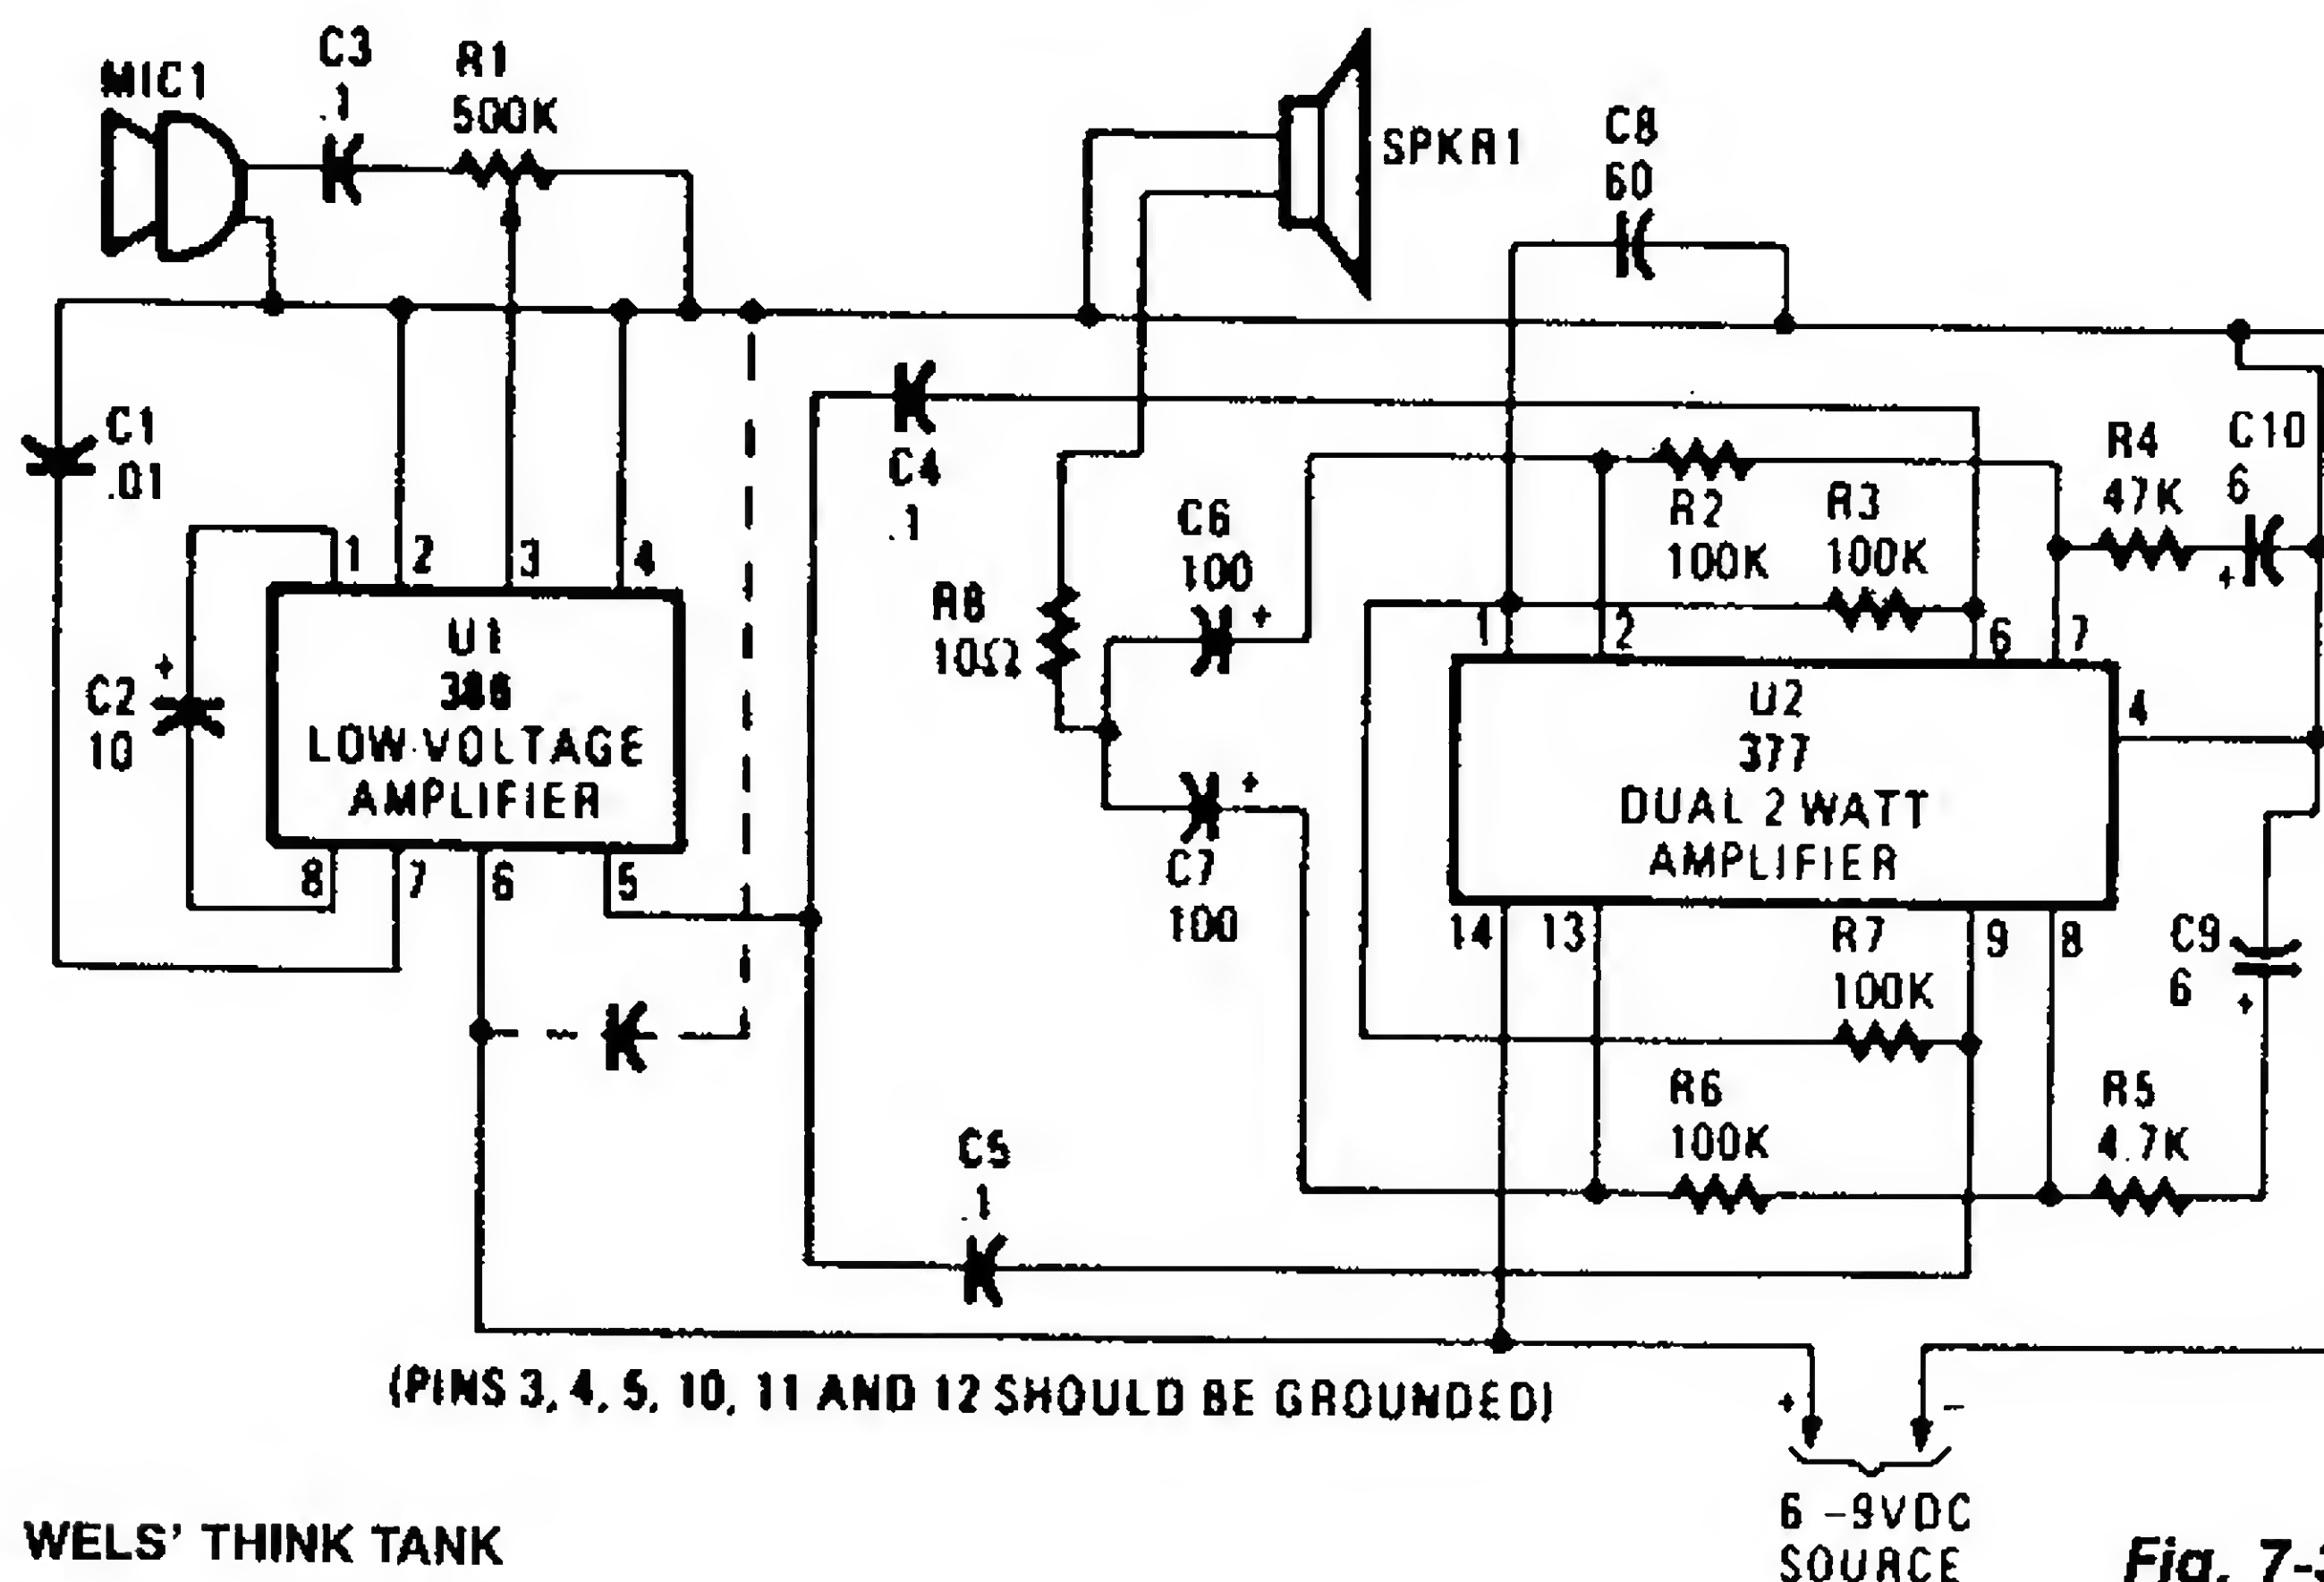 MIC1
C3
.1
R1
500K
SPKR1
C8
60
C1
.01
C4
.1
C6
100
R2
100K
R3
100K
R4
47K
C10
6
+
1
2
3
4
U1
386
LOW-VOLTAGE
AMPLIFIER
C2
10
+
8
7
6
5
R8
10Ω
+
C7
100
+
1
2
6
7
4
U2
377
DUAL 2 WATT
AMPLIFIER
14
13
9
8
R7
100K
C9
6
+
R6
100K
R5
4.7K
C5
.1
(PINS 3, 4, 5, 10, 11 AND 12 SHOULD BE GROUNDED)
+
–
6 –9VDC
SOURCE
WELS' THINK TANK
Fig. 7-3